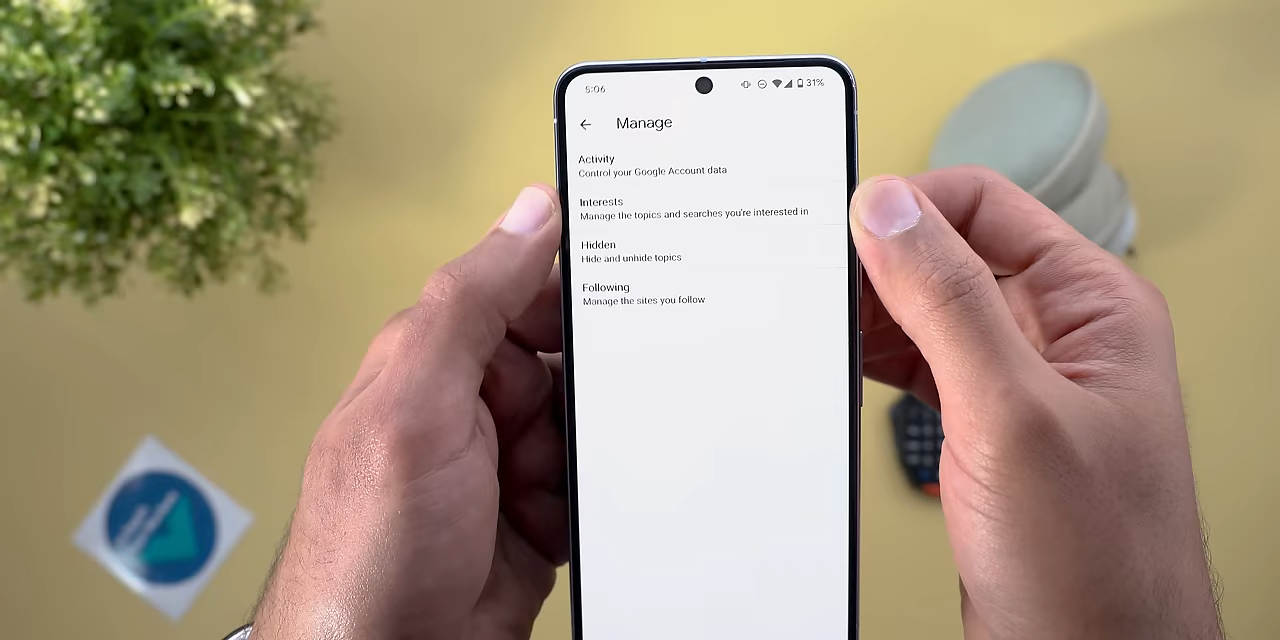 5:06
31%
Manage
Activity
Control your Google Account data
Interests
Manage the topics and searches you're interested in
Hidden
Hide and unhide topics
Following
Manage the sites you follow